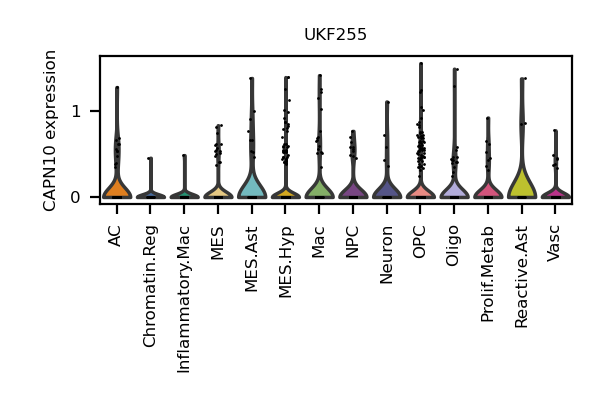 UKF255
CAPN10 expression
1
0
AC
Chromatin.Reg
Inflammatory.Mac
MES
MES.Ast
MES.Hyp
Mac
NPC
Neuron
OPC
Oligo
Prolif.Metab
Reactive.Ast
Vasc